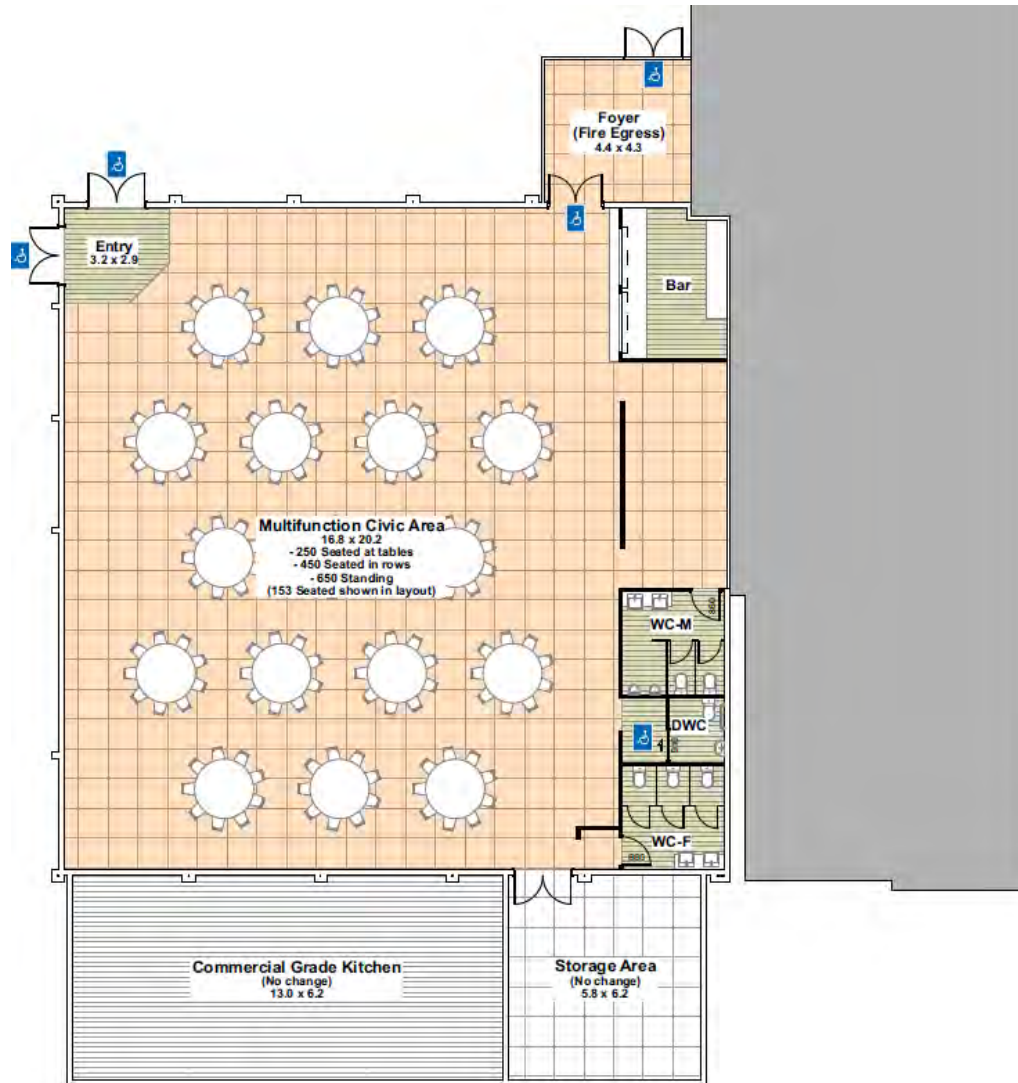 Foyer
(Fire Egress)
4.4 x 4.3
Entry
3.2 x 2.9
Bar
Multifunction Civic Area
16.8 x 20.2
- 250 Seated at tables
- 450 Seated in rows
- 650 Standing
(153 Seated shown in layout)
860
WC-M
DWC
WC-F
Commercial Grade Kitchen
(No change)
13.0 x 6.2
Storage Area
(No change)
5.8 x 6.2